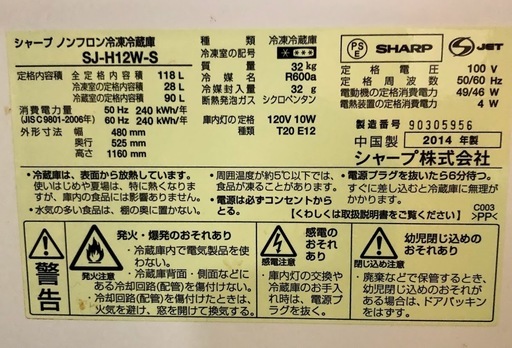 シャープ ノンフロン冷凍冷蔵庫
SJ-H12W-S
定格内容積 全定格内容積 118 L
冷凍室 28 L
冷蔵室 90 L
消費電力量 50 Hz 240 kWh/年
(JIS C 9801-2006年) 60 Hz 240 kWh/年
外形寸法 幅 480 mm
奥行 525 mm
高さ 1160 mm
種類 冷凍冷蔵庫
冷凍室の記号
質量 32 kg
冷媒名 R600a
冷媒封入量 32 g
断熱発泡ガス シクロペンタン
庫内灯の定格 120V 10W
T20 E12
PS
E
SHARP
JET
定格電圧 100 V
定格周波数 50/60 Hz
電動機の定格消費電力 49/46 W
電熱装置の定格消費電力 4 W
製造番号 90305956
中国製 2014 年製
シャープ株式会社
・冷蔵庫は、表面から放熱しています。
使いはじめや夏場は、特に熱くなりますが、庫内の食品には影響ありません。
・水気の多い食品は、棚の奥に置かない。
・周囲温度が約5℃以下では、食品などが凍ることがあります。
・電源は必ずコンセントからとる。
・電源プラグを抜いたら6分待つ。
すぐに差し込むと冷蔵庫に無理がかかります。
【くわしくは取扱説明書をご覧ください】
C003
>PP<
警告
発火・爆発のおそれあり
発火注意
・冷蔵庫内で電気製品を使わない。
・冷蔵庫背面・側面などにある冷却回路(配管)を傷付けない。
・冷却回路(配管)を傷付けたときは、火気を避け、窓を開けて換気する。
感電のおそれあり
感電注意
・庫内灯の交換や冷蔵庫のお手入れ時は、電源プラグを抜く。
幼児閉じ込めのおそれあり
閉じ込め注意
・廃棄などで保管するとき、幼児閉じ込めのおそれがある場合は、ドアパッキンをはずす。